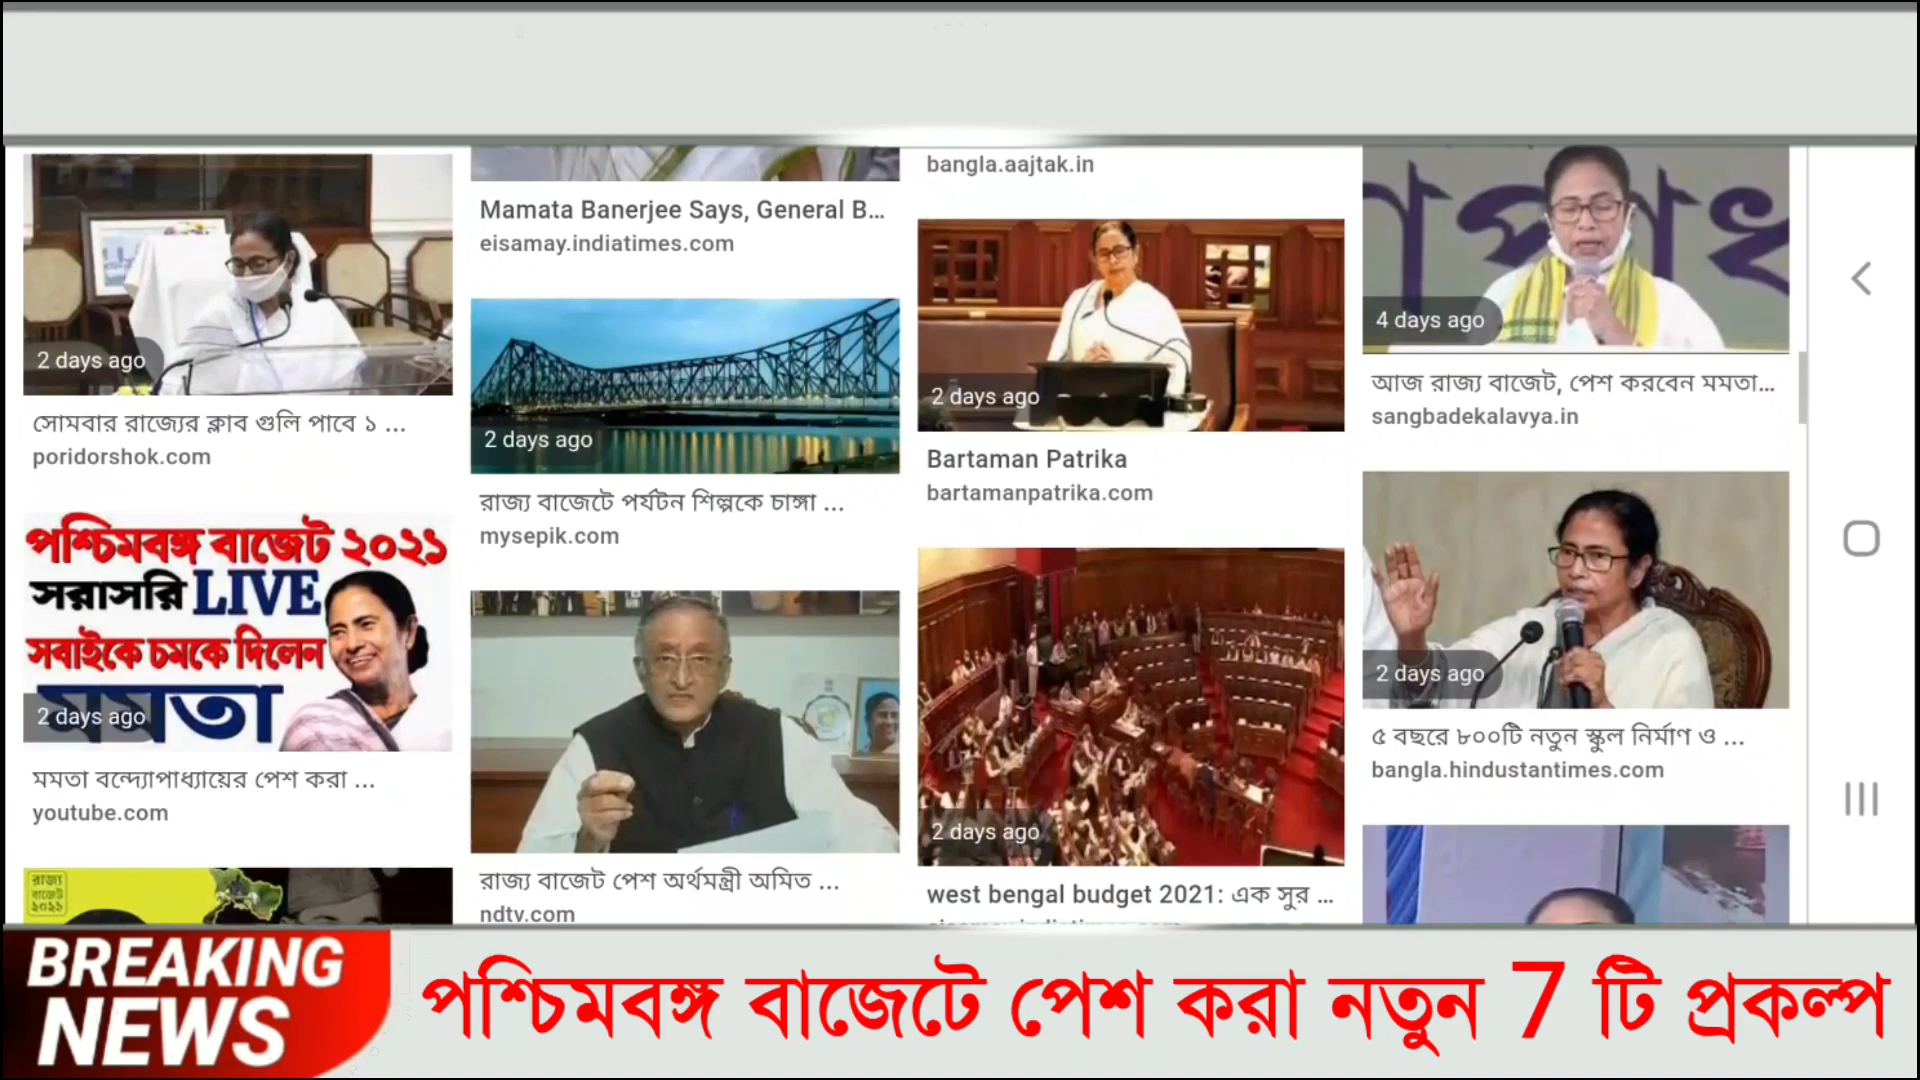 2 days ago
সোমবার রাজ্যের ক্লাব গুলি পাবে ১ ...
poridorshok.com
পশ্চিমবঙ্গ বাজেট ২০২১
সরাসরি LIVE
সবাইকে চমকে দিলেন
মমতা
2 days ago
মমতা বন্দ্যোপাধ্যায়ের পেশ করা ...
youtube.com
রাজ্য
বাজেট
২০২১
Mamata Banerjee Says, General B...
eisamay.indiatimes.com
2 days ago
রাজ্য বাজেটে পর্যটন শিল্পকে চাঙ্গা ...
mysepik.com
রাজ্য বাজেট পেশ অর্থমন্ত্রী অমিত ...
ndtv.com
bangla.aajtak.in
2 days ago
Bartaman Patrika
bartamanpatrika.com
2 days ago
west bengal budget 2021: এক সুর ...
4 days ago
আজ রাজ্য বাজেট, পেশ করবেন মমতা...
sangbadekalavya.in
2 days ago
৫ বছরে ৮০০টি নতুন স্কুল নির্মাণ ও ...
bangla.hindustantimes.com
BREAKING
NEWS
পশ্চিমবঙ্গ বাজেটে পেশ করা নতুন 7 টি প্রকল্প